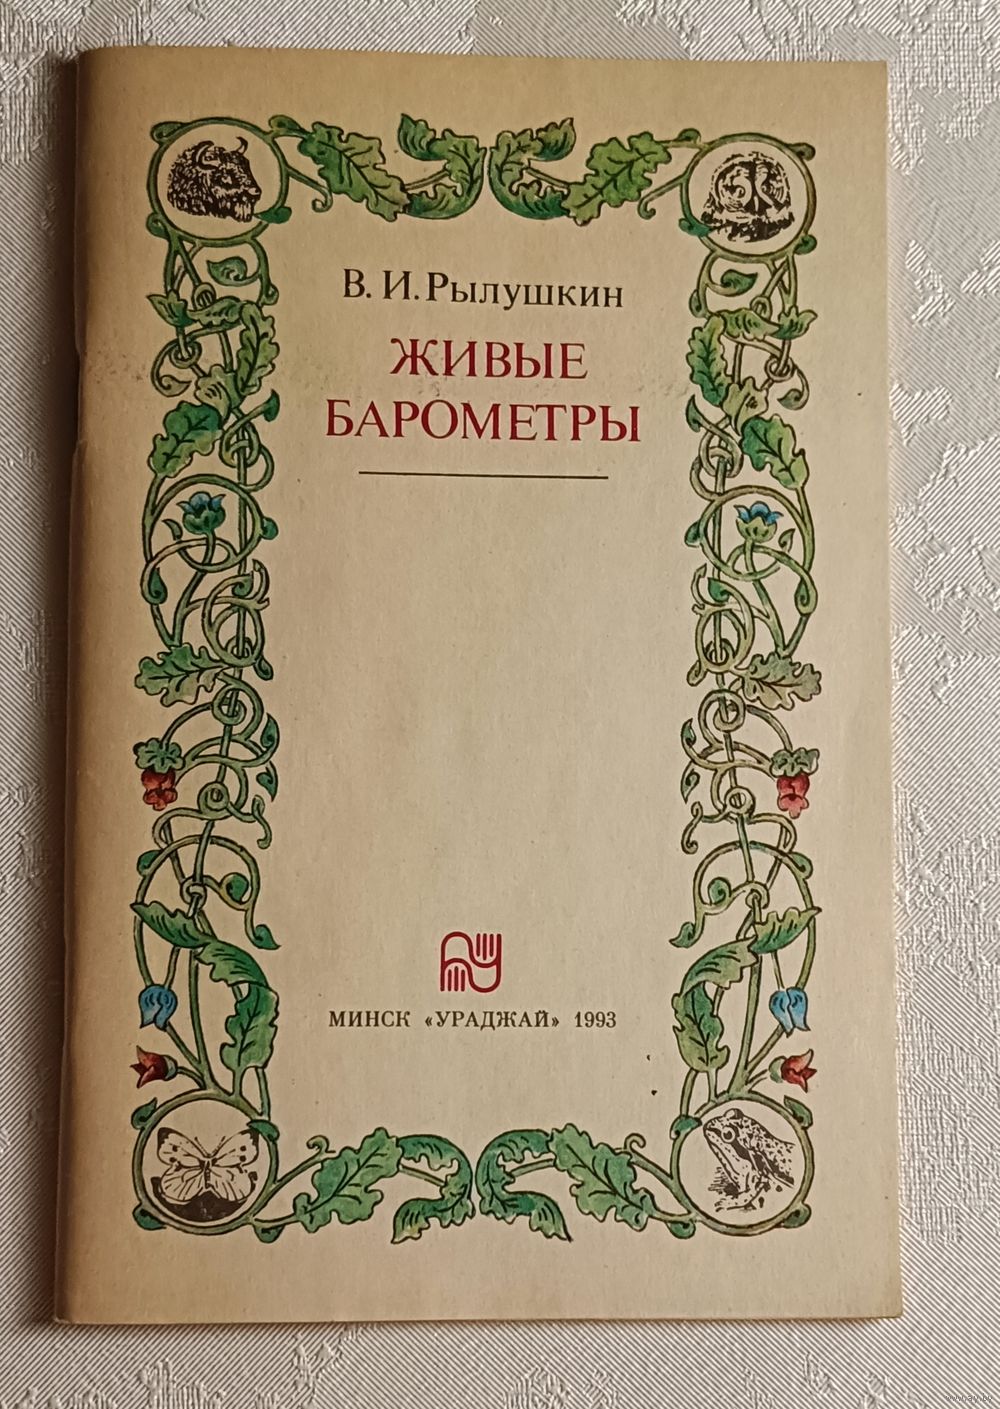 В. И. Рылушкин
ЖИВЫЕ
БАРОМЕТРЫ
МИНСК «УРАДЖАЙ» 1993